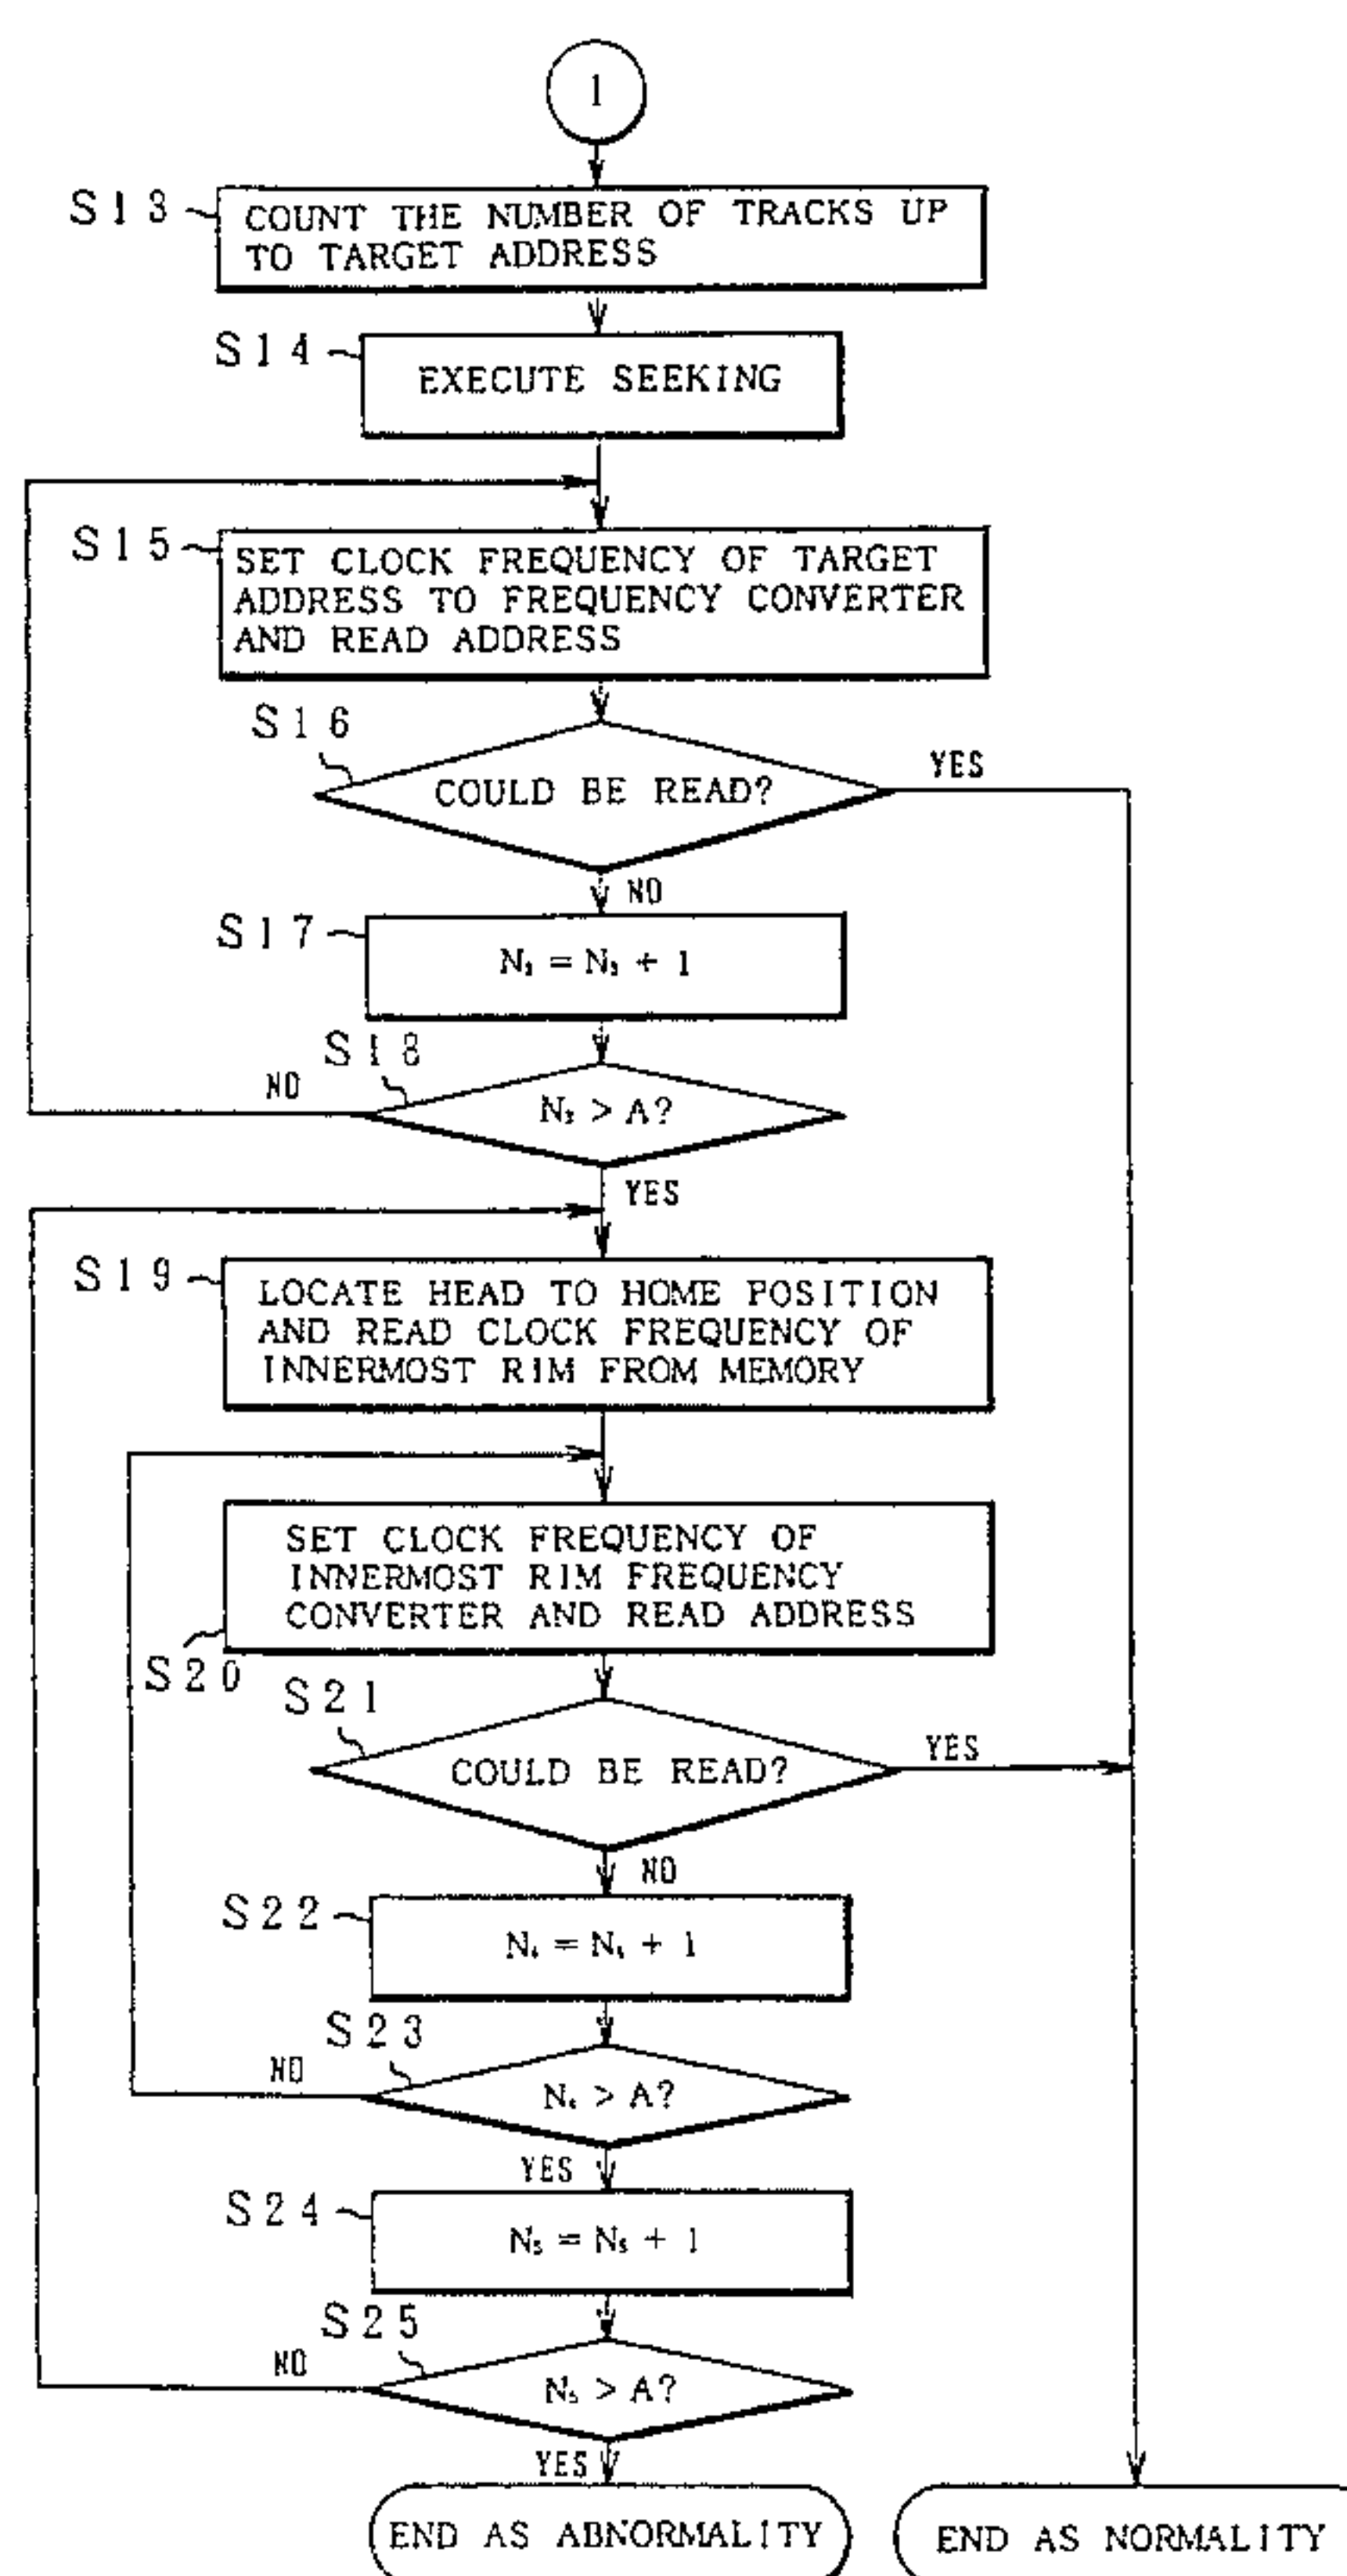 1
S13
COUNT THE NUMBER OF TRACKS UP
TO TARGET ADDRESS
S14
EXECUTE SEEKING
S15
SET CLOCK FREQUENCY OF TARGET
ADDRESS TO FREQUENCY CONVERTER
AND READ ADDRESS
S16
COULD BE READ?
YES
NO
S17
N₃ = N₃ + 1
S18
N₃ > A?
NO
YES
S19
LOCATE HEAD TO HOME POSITION
AND READ CLOCK FREQUENCY OF
INNERMOST RIM FROM MEMORY
SET CLOCK FREQUENCY OF
INNERMOST RIM FREQUENCY
CONVERTER AND READ ADDRESS
S20
S21
COULD BE READ?
YES
NO
S22
N₄ = N₄ + 1
S23
N₄ > A?
NO
YES
S24
N₅ = N₅ + 1
S25
N₅ > A?
NO
YES
END AS ABNORMALITY
END AS NORMALITY